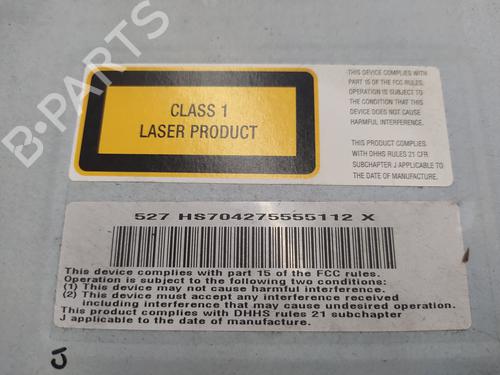 B-PARTS
CLASS 1
LASER PRODUCT
THIS DEVICE COMPLIES WITH
PART 15 OF THE FCC RULES.
OPERATION IS SUBJECT TO
THE CONDITION THAT THIS
DEVICE DOES NOT CAUSE
HARMFUL INTERFERENCE.
THIS PRODUCT COMPLIES
WITH DHHS RULES 21 CFR
SUBCHAPTER J APPLICABLE TO
THE DATE OF MANUFACTURE.
527 HS704275555112 X
This device complies with part 15 of the FCC rules.
Operation is subject to the following two conditions:
(1) This device may not cause harmful interference.
(2) This device must accept any interference received
including interference that may cause undesired operation.
This product complies with DHHS rules 21 subchapter
J applicable to the date of manufacture.
J